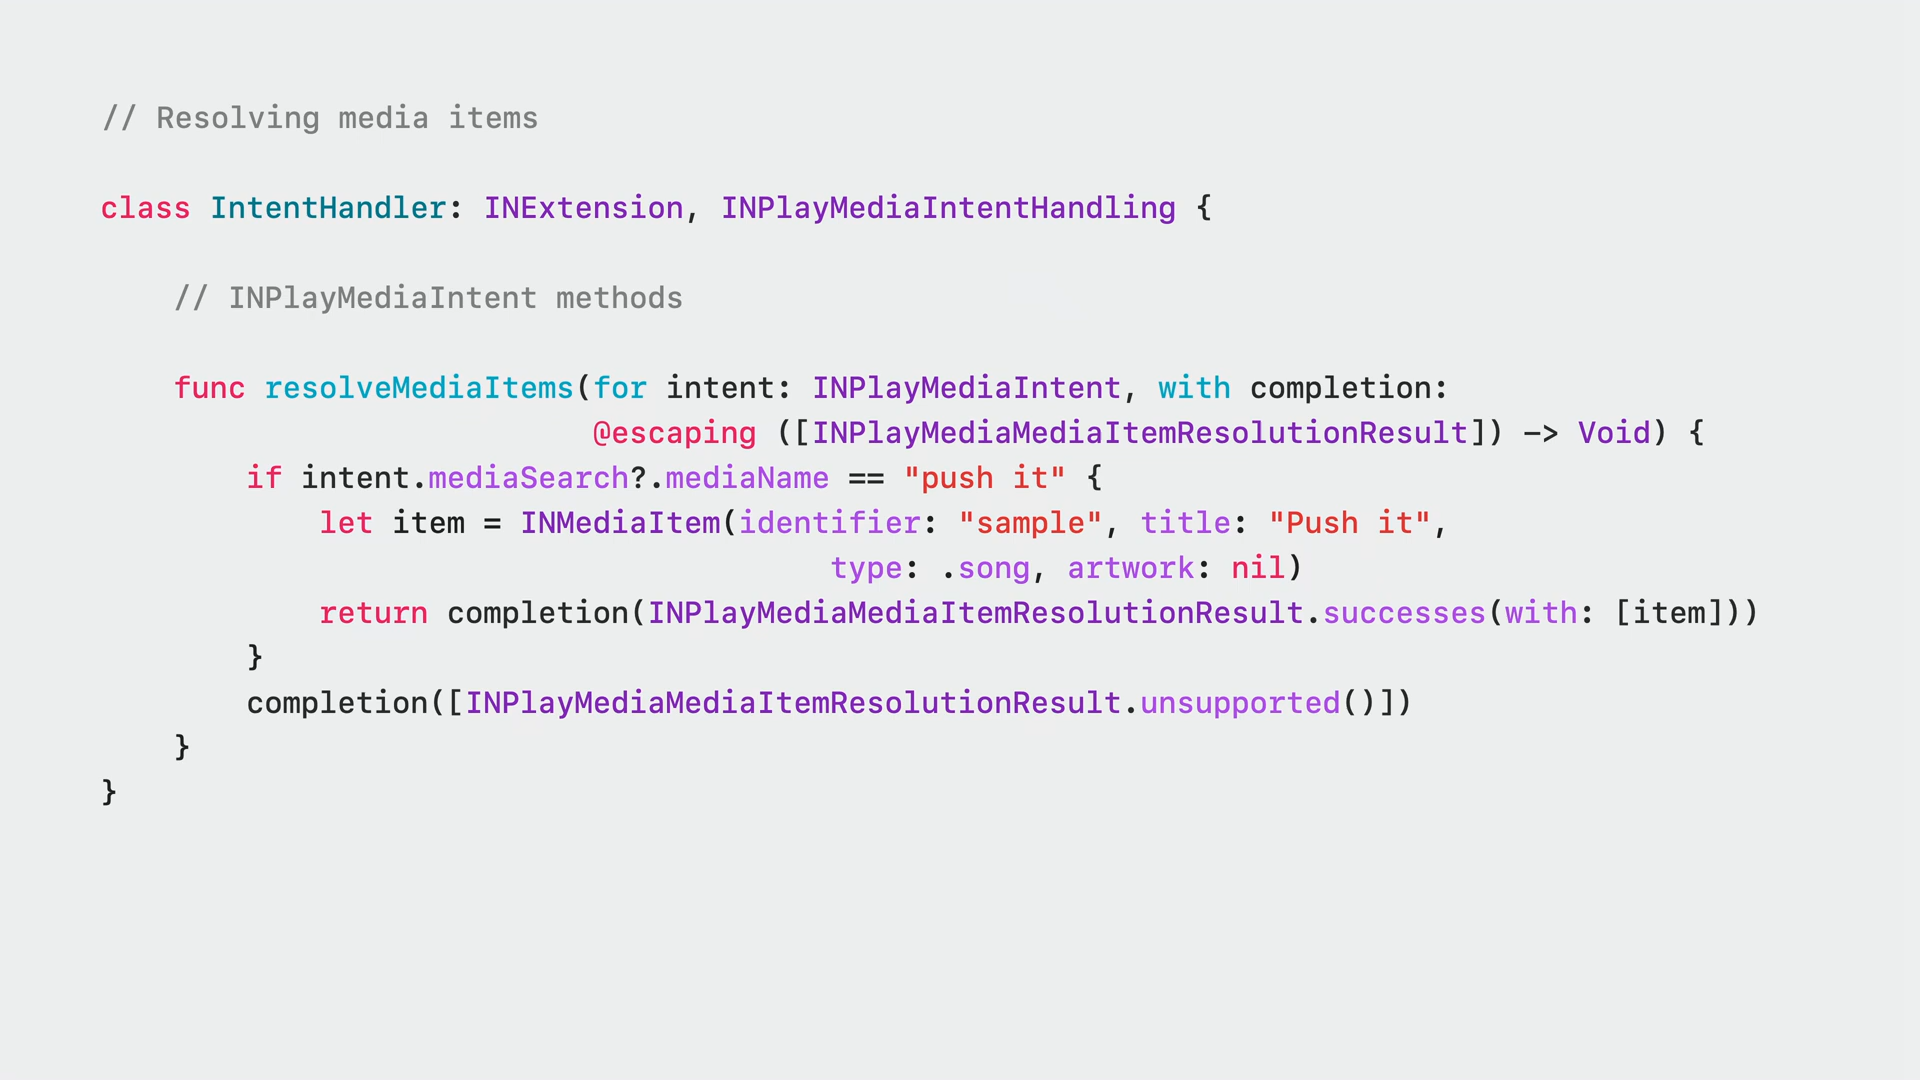 // Resolving media items
class IntentHandler: INExtension, INPlayMediaIntentHandling {
// INPlayMediaIntent methods
func resolveMediaItems(for intent: INPlayMediaIntent, with completion:
@escaping ([INPlayMediaMediaItemResolutionResult]) -> Void) {
if intent.mediaSearch?.mediaName == "push it" {
let item = INMediaItem(identifier: "sample", title: "Push it",
type: .song, artwork: nil)
return completion(INPlayMediaMediaItemResolutionResult.successes(with: [item]))
}
completion([INPlayMediaMediaItemResolutionResult.unsupported()])
}
}